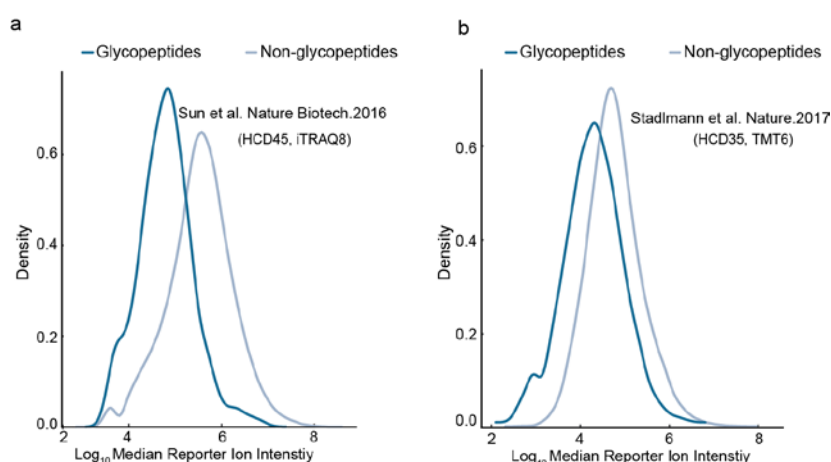 a
Glycopeptides Non-glycopeptides
Sun et al. Nature Biotech.2016
(HCD45, iTRAQ8)
Density
0.6
0.4
0.2
0.0
2 4 6 8
Log10 Median Reporter Ion Intenstiy
b
Glycopeptides Non-glycopeptides
Stadlmann et al. Nature.2017
(HCD35, TMT6)
Density
0.6
0.4
0.2
0.0
2 4 6 8
Median Reporter Ion Intenstiy